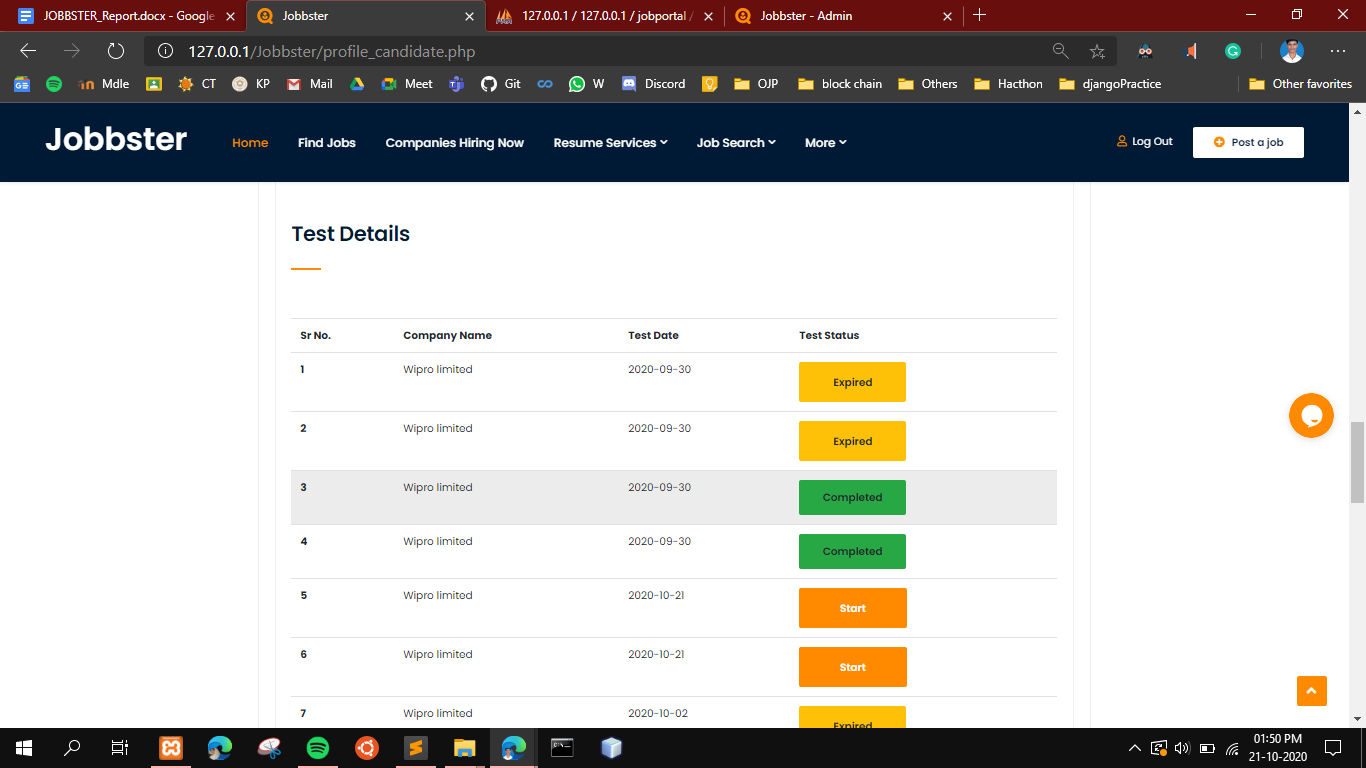 JOBBSTER_Report.docx - Google
Jobbster
127.0.0.1 / 127.0.0.1 / jobportal /
Jobbster - Admin
127.0.0.1/Jobbster/profile_candidate.php
Mdle CT KP Mail Meet Git W Discord OJP block chain Others Hacthon djangoPractice Other favorites
Jobbster Home Find Jobs Companies Hiring Now Resume Services Job Search More Log Out Post a job
Test Details
Sr No. Company Name Test Date Test Status
1 Wipro limited 2020-09-30 Expired
2 Wipro limited 2020-09-30 Expired
3 Wipro limited 2020-09-30 Completed
4 Wipro limited 2020-09-30 Completed
5 Wipro limited 2020-10-21 Start
6 Wipro limited 2020-10-21 Start
7 Wipro limited 2020-10-02 Expired
01:50 PM
21-10-2020